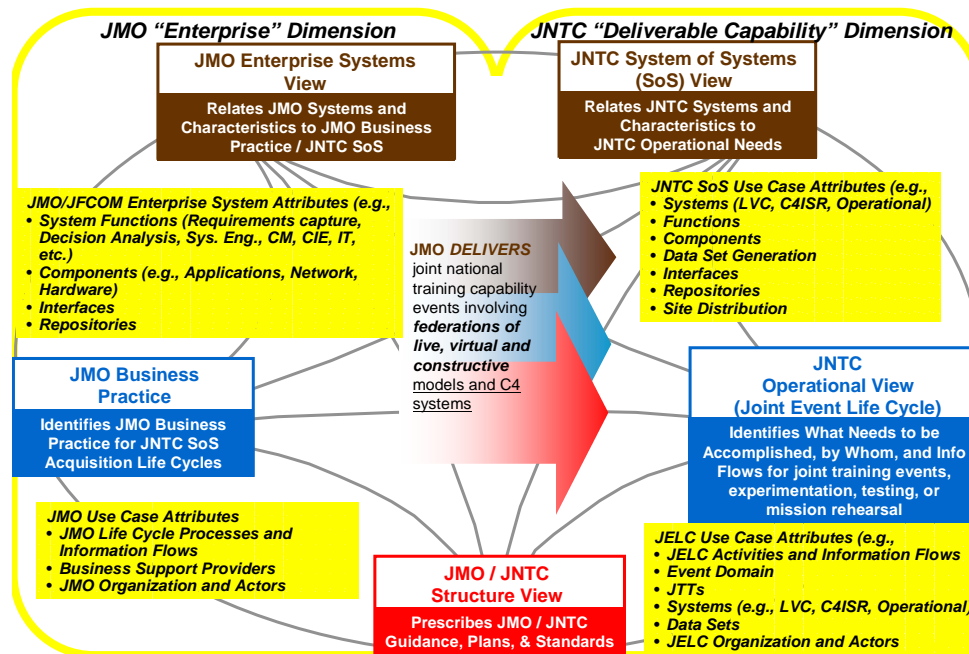 JMO “Enterprise” Dimension
JNTC “Deliverable Capability” Dimension
JMO Enterprise Systems
View
Relates JMO Systems and
Characteristics to JMO Business
Practice / JNTC SoS
JNTC System of Systems
(SoS) View
Relates JNTC Systems and
Characteristics to
JNTC Operational Needs
JMO/JFCOM Enterprise System Attributes (e.g.,
• System Functions (Requirements capture,
Decision Analysis, Sys. Eng., CM, CIE, IT,
etc.)
• Components (e.g., Applications, Network,
Hardware)
• Interfaces
• Repositories
JMO DELIVERS
joint national
training capability
events involving
federations of
live, virtual and
constructive
models and C4
systems
JNTC SoS Use Case Attributes (e.g.,
• Systems (LVC, C4ISR, Operational)
• Functions
• Components
• Data Set Generation
• Interfaces
• Repositories
• Site Distribution
JMO Business
Practice
Identifies JMO Business
Practice for JNTC SoS
Acquisition Life Cycles
JNTC
Operational View
(Joint Event Life Cycle)
Identifies What Needs to be
Accomplished, by Whom, and Info
Flows for joint training events,
experimentation, testing, or
mission rehearsal
JMO Use Case Attributes
• JMO Life Cycle Processes and
Information Flows
• Business Support Providers
• JMO Organization and Actors
JMO / JNTC
Structure View
Prescribes JMO / JNTC
Guidance, Plans, & Standards
JELC Use Case Attributes (e.g.,
• JELC Activities and Information Flows
• Event Domain
• JTTs
• Systems (e.g., LVC, C4ISR, Operational)
• Data Sets
• JELC Organization and Actors